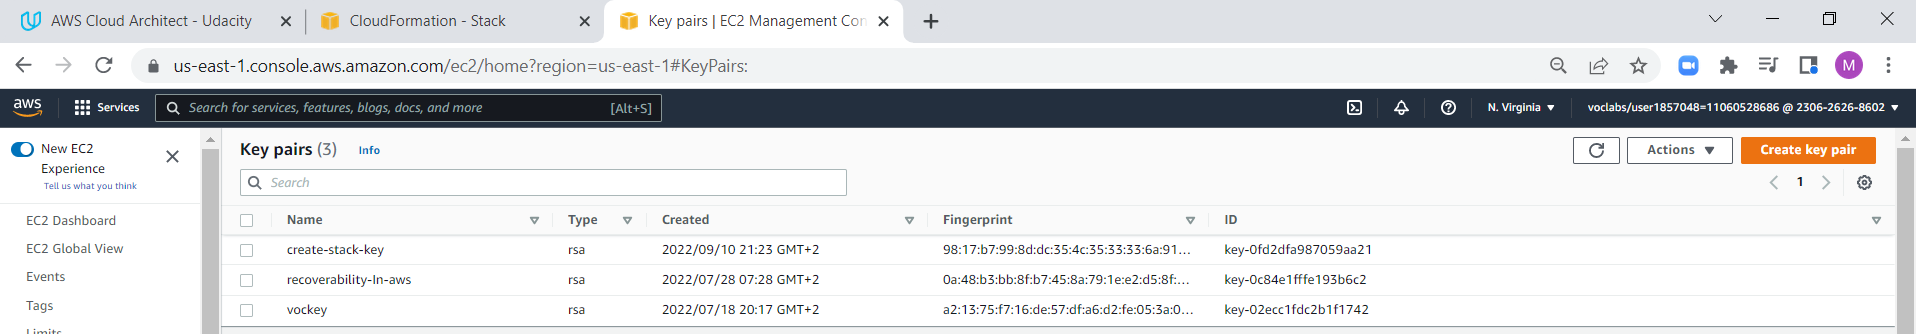 AWS Cloud Architect - Udacity
CloudFormation - Stack
Key pairs | EC2 Management Con
us-east-1.console.aws.amazon.com/ec2/home?region=us-east-1#KeyPairs:
M
aws
Services
Search for services, features, blogs, docs, and more
[Alt+S]
N. Virginia
voclabs/user1857048=11060528686 @ 2306-2626-8602
New EC2
Experience
Tell us what you think
EC2 Dashboard
EC2 Global View
Events
Tags
Limits
Key pairs (3)
Info
Actions
Create key pair
Search
1
Name Type Created Fingerprint ID
create-stack-key rsa 2022/09/10 21:23 GMT+2 98:17:b7:99:8d:dc:35:4c:35:33:33:6a:91... key-0fd2dfa987059aa21
recoverability-In-aws rsa 2022/07/28 07:28 GMT+2 0a:48:b3:bb:8f:b7:45:8a:79:1e:e2:d5:8f:... key-0c84e1fffe193b6c2
vockey rsa 2022/07/18 20:17 GMT+2 a2:13:75:f7:16:de:57:df:a6:d2:fe:05:3a:0... key-02ecc1fdc2b1f1742